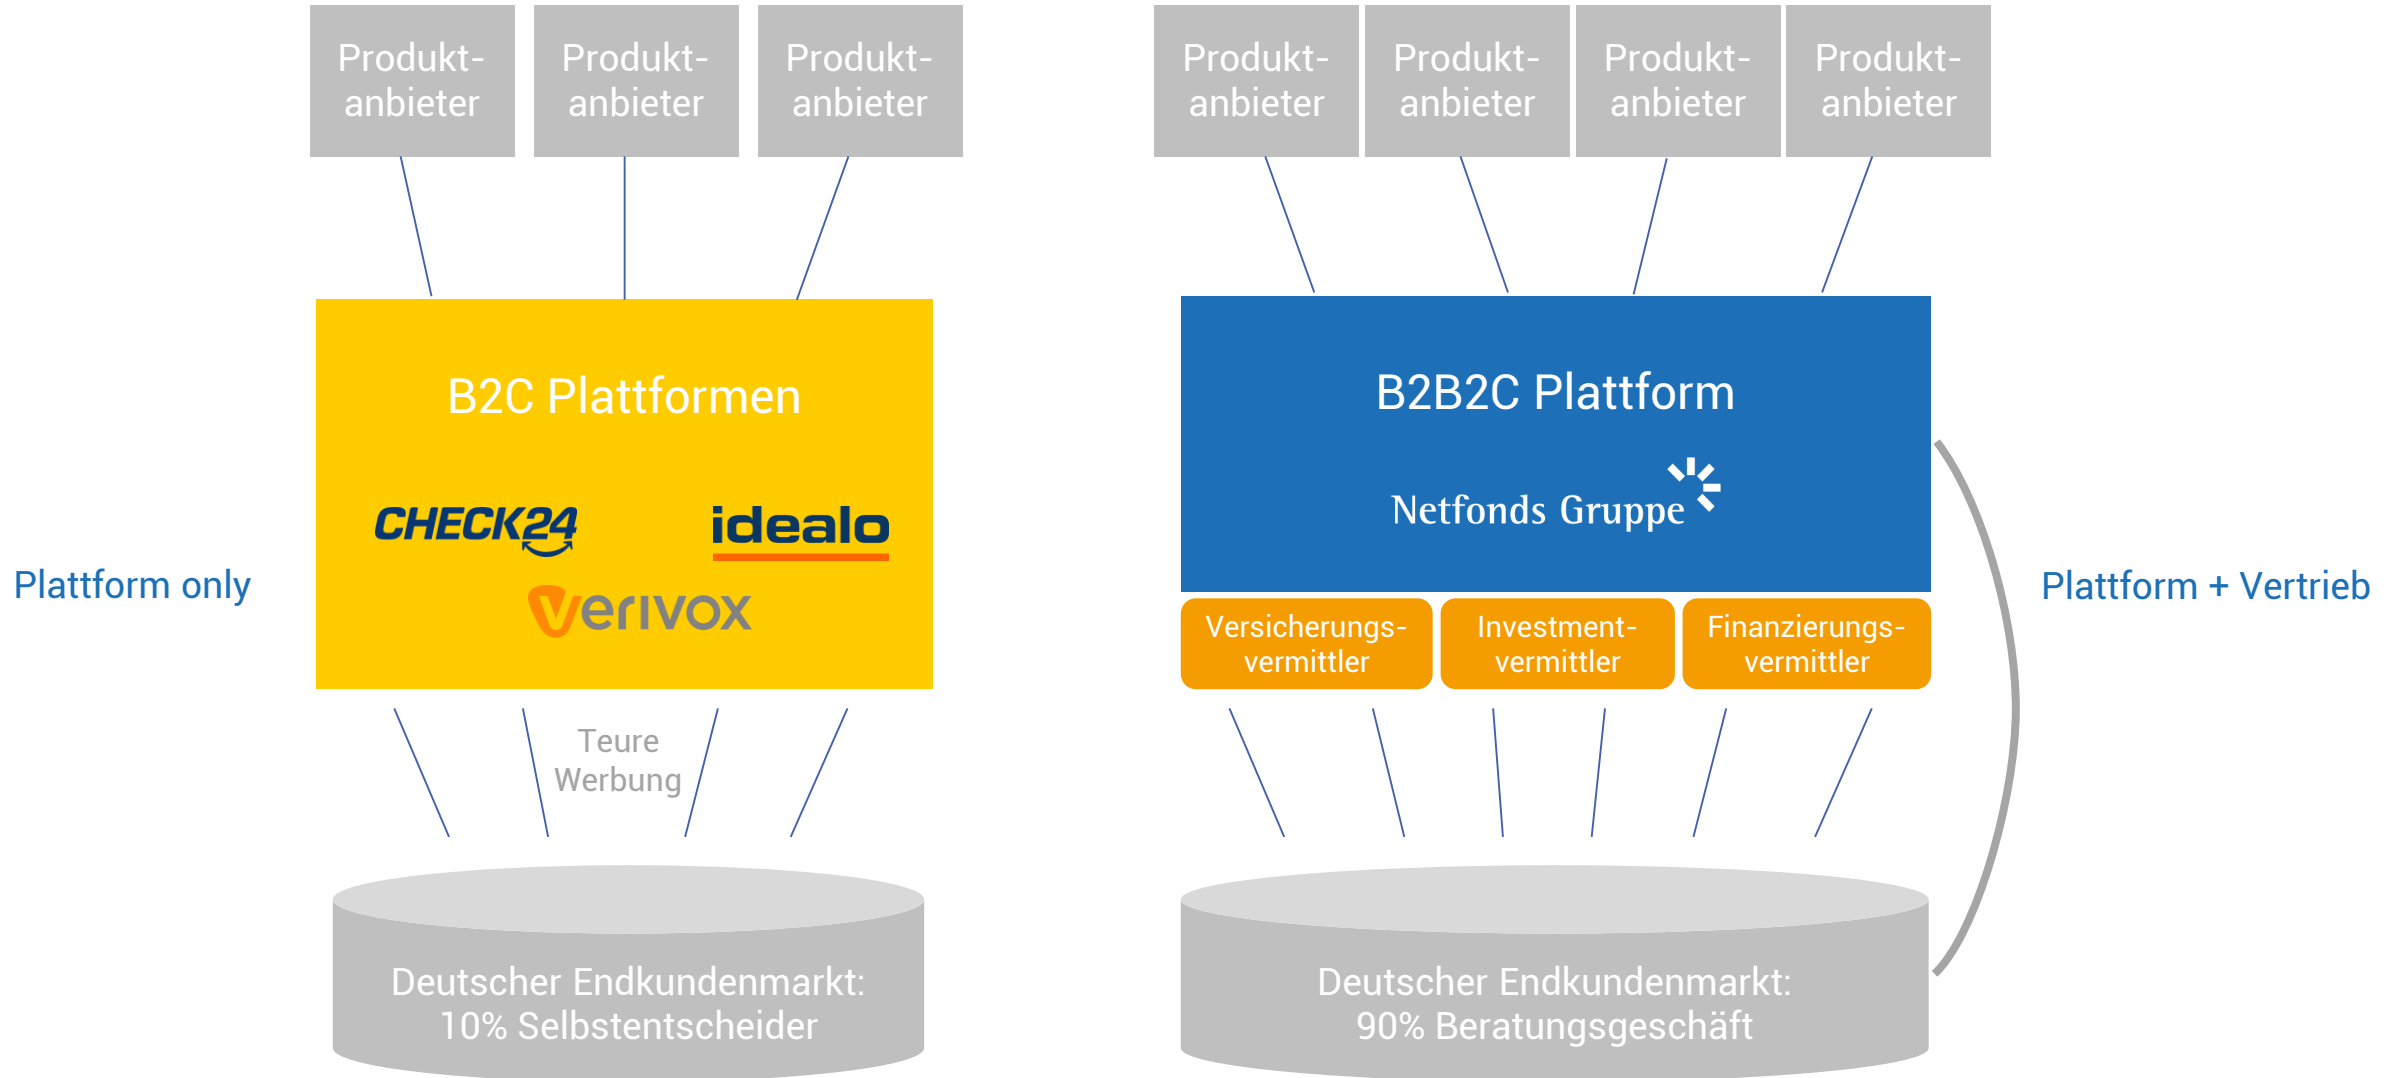 Produkt-
anbieter
Produkt-
anbieter
Produkt-
anbieter
Produkt-
anbieter
Produkt-
anbieter
Produkt-
anbieter
Produkt-
anbieter
B2C Plattformen
CHECK24
idealo
Verivox
Plattform only
Teure
Werbung
Deutscher Endkundenmarkt:
10% Selbstentscheider
B2B2C Plattform
Netfonds Gruppe
Versicherungs-
vermittler
Investment-
vermittler
Finanzierungs-
vermittler
Plattform + Vertrieb
Deutscher Endkundenmarkt:
90% Beratungsgeschäft